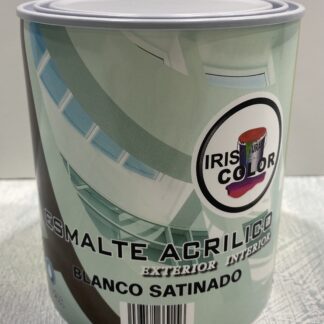 IRIS
COLOR
ESMALTE ACRILICO
EXTERIOR INTERIOR
BLANCO SATINADO